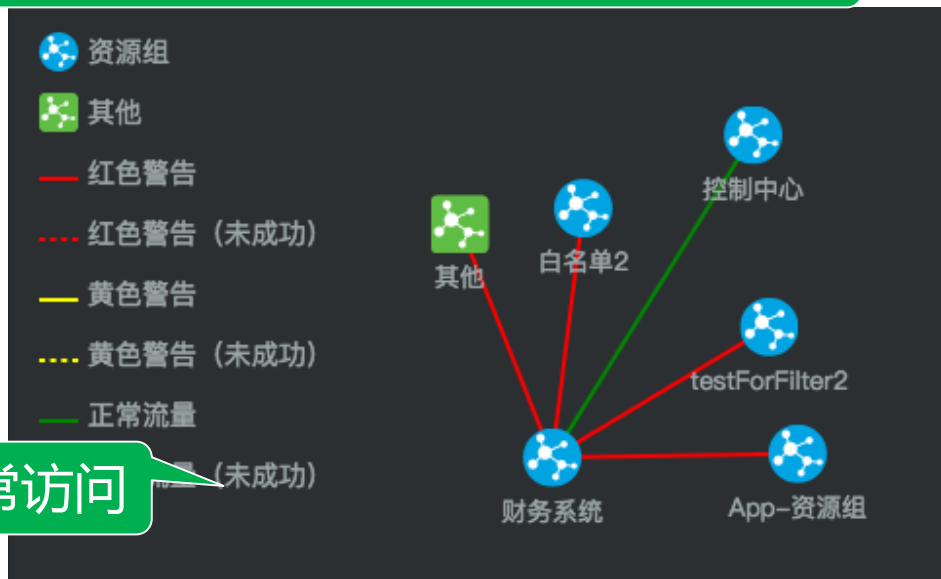 资源组
其他
红色警告
红色警告（未成功）
黄色警告
黄色警告（未成功）
正常流量
流量（未成功）
常访问
控制中心
白名单2
其他
testForFilter2
财务系统
App-资源组